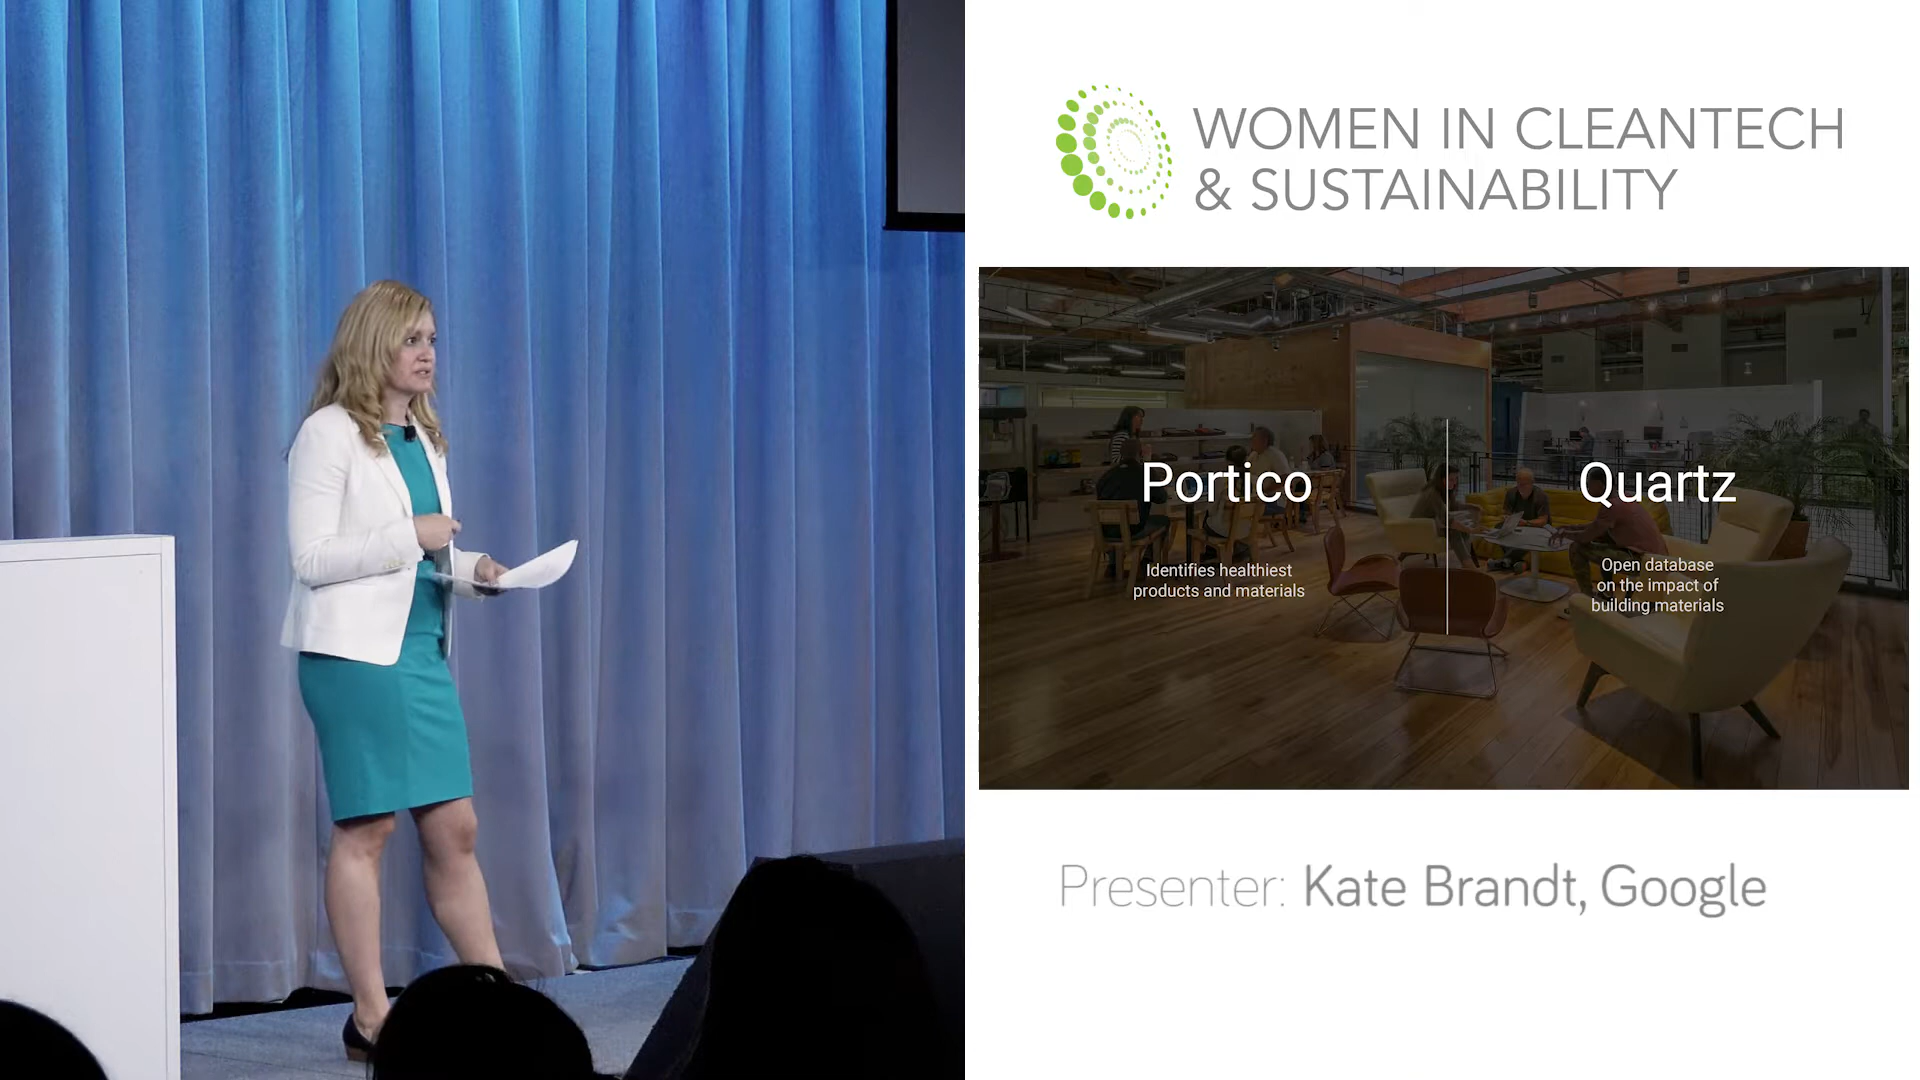 WOMEN IN CLEANTECH
& SUSTAINABILITY
Portico
Identifies healthiest
products and materials
Quartz
Open database
on the impact of
building materials
Presenter: Kate Brandt, Google